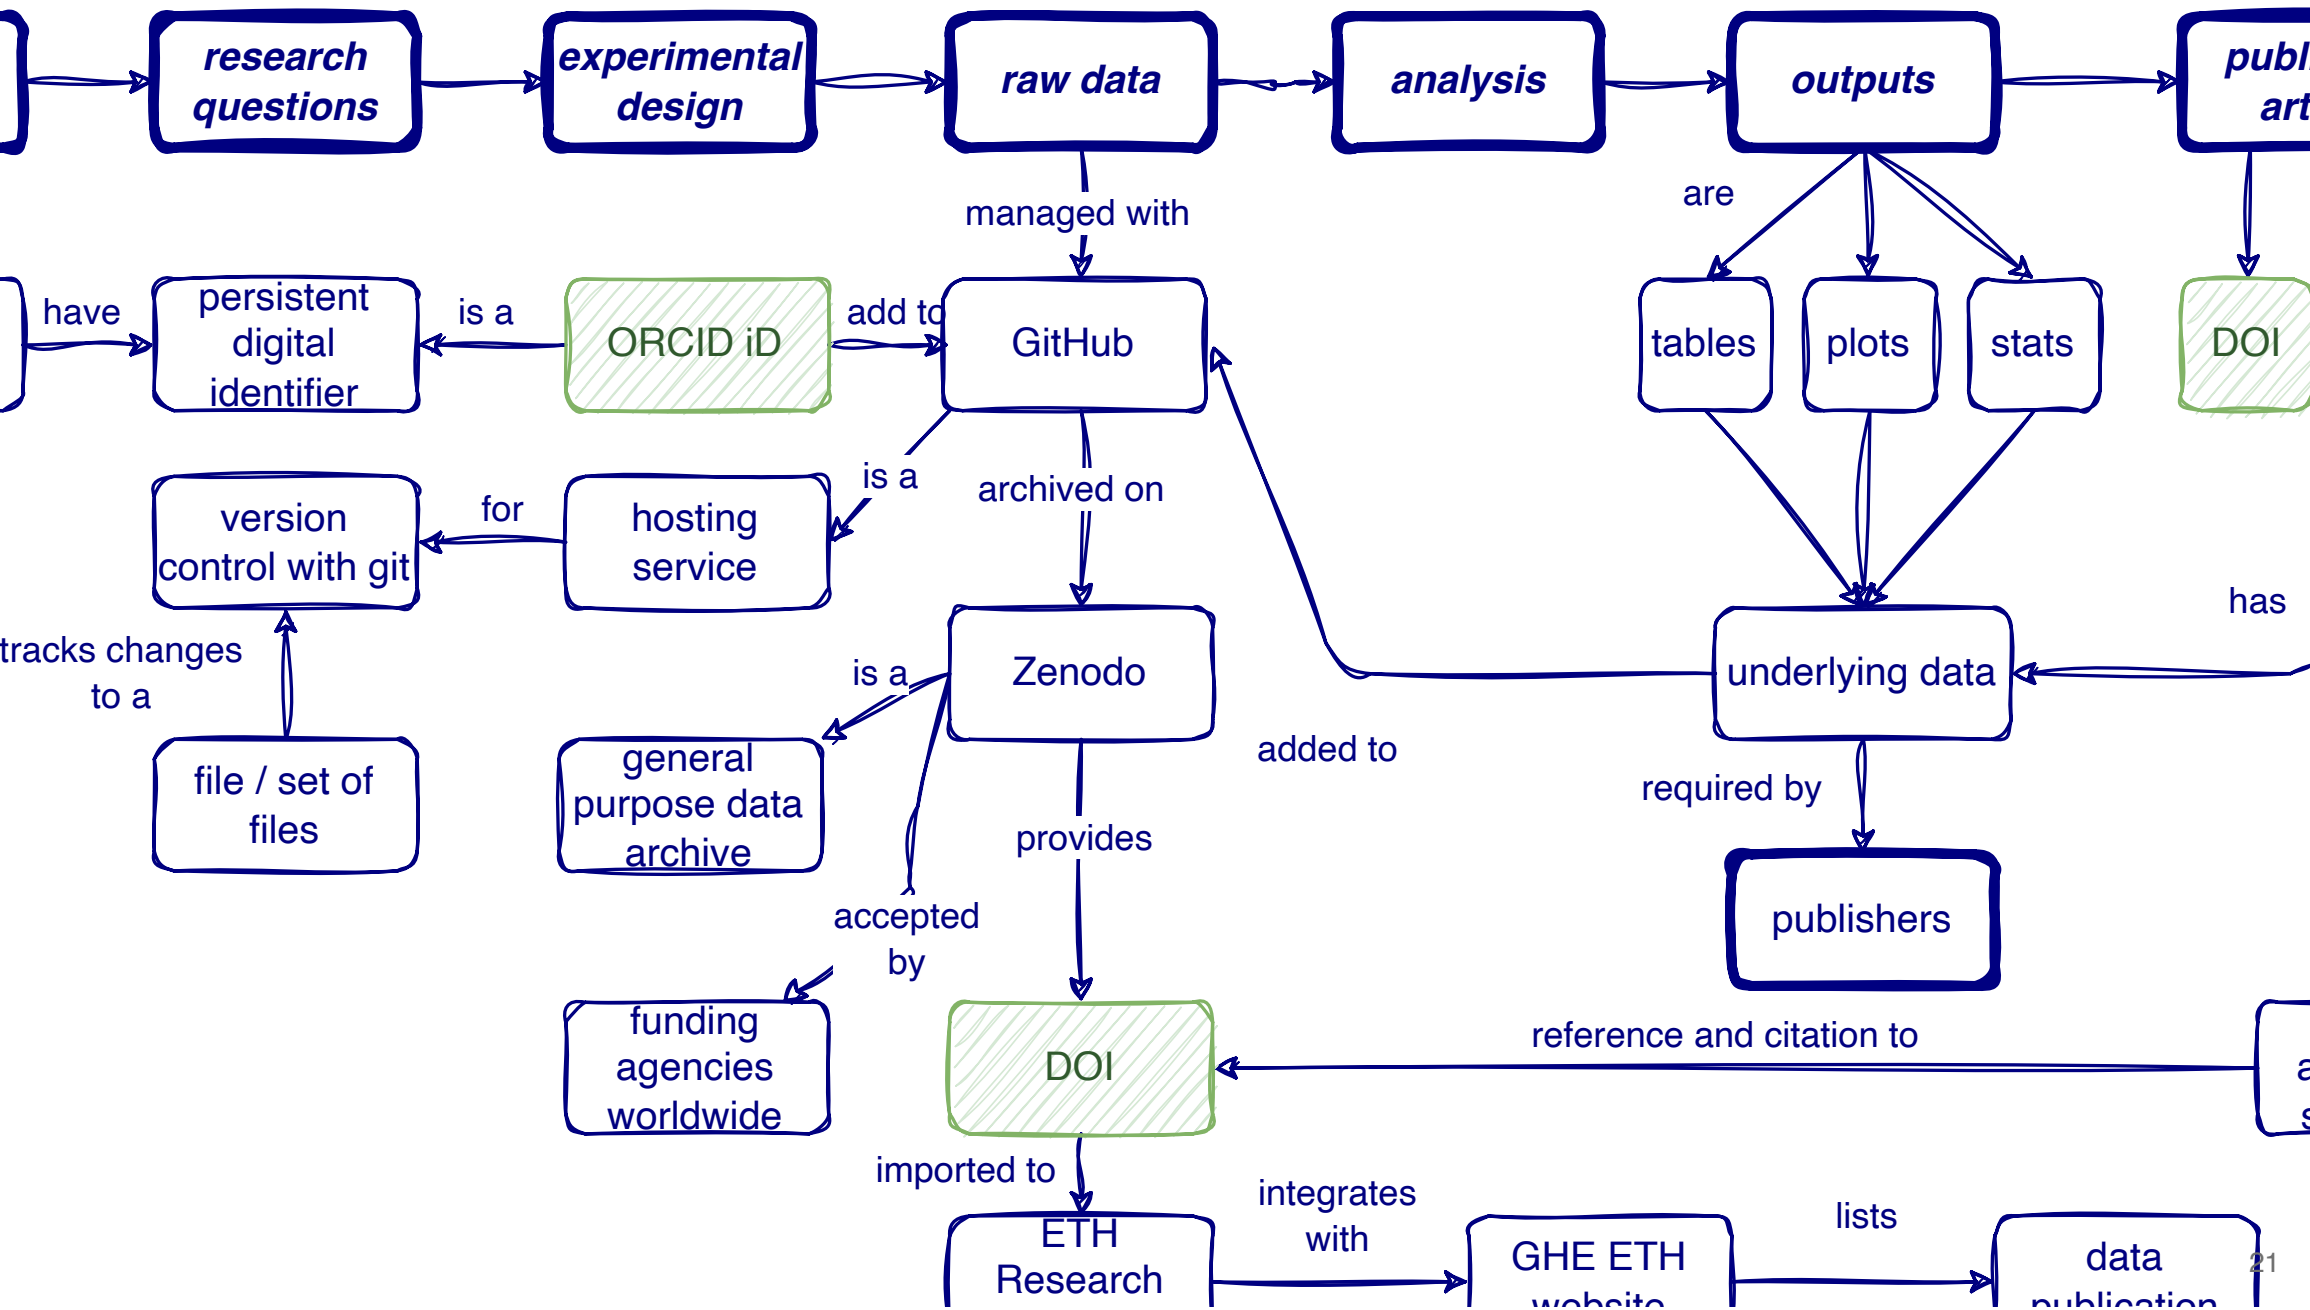 research
questions
experimental
design
raw data
analysis
outputs
managed with
are
have
persistent
digital
identifier
is a
ORCID iD
add to
GitHub
tables
plots
stats
DOI
is a
archived on
version
control with git
for
hosting
service
has
tracks changes
to a
is a
Zenodo
underlying data
added to
file / set of
files
general
purpose data
archive
provides
required by
accepted
by
publishers
funding
agencies
worldwide
DOI
reference and citation to
imported to
integrates
with
lists
ETH
Research
GHE ETH
website
data
publication
21